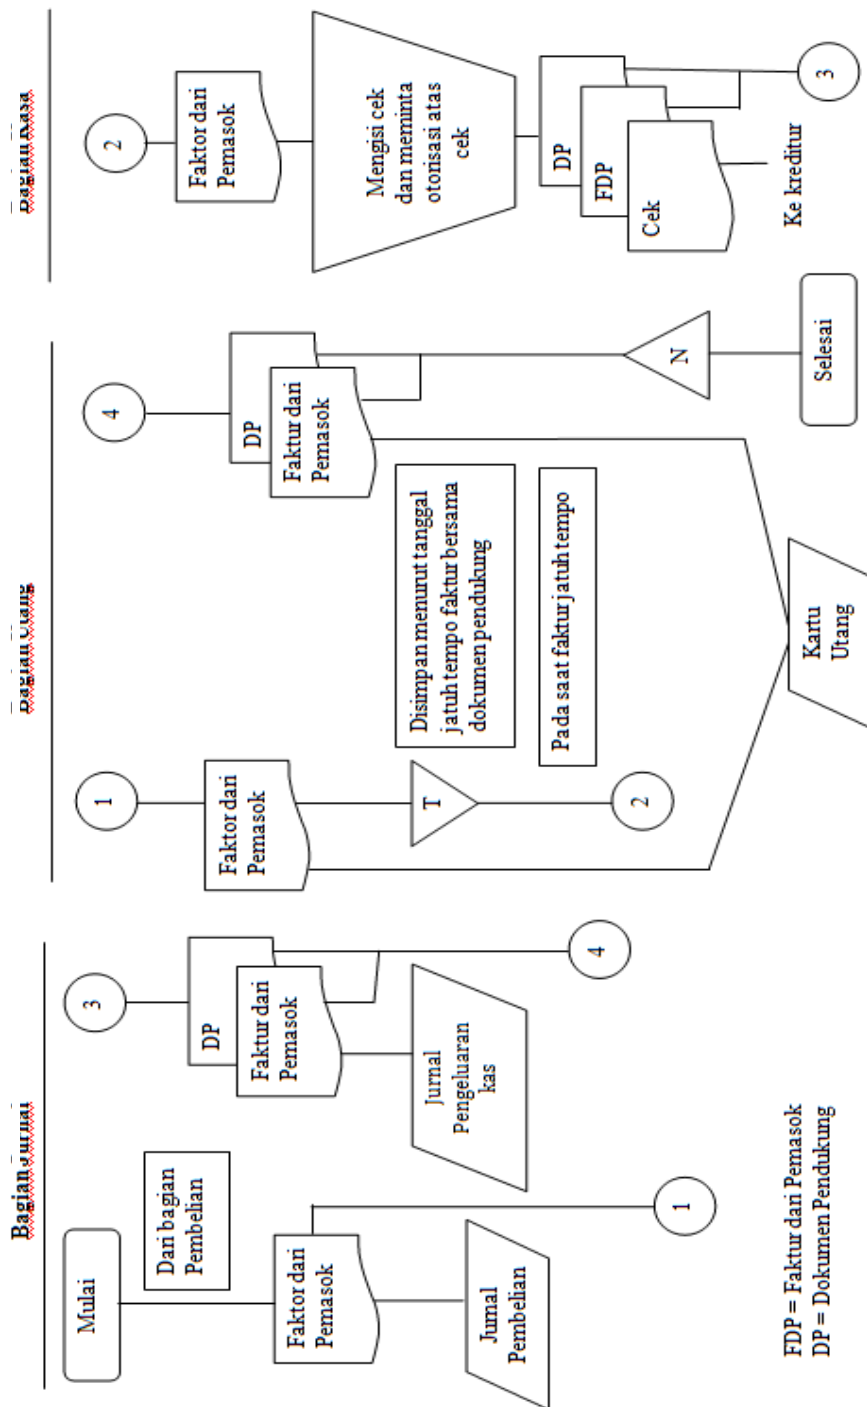 Bagian Jurnal
Mulai
Dari bagian
Pembelian
Faktor dari
Pemasok
Jurnal
Pembelian
1
3
DP
Faktur dari
Pemasok
Jurnal
Pengeluaran
kas
4
FDP = Faktur dari Pemasok
DP = Dokumen Pendukung
Bagian Utang
1
Faktor dari
Pemasok
T
2
Disimpan menurut tanggal
jatuh tempo faktur bersama
dokumen pendukung
Pada saat faktur jatuh tempo
Kartu
Utang
4
DP
Faktur dari
Pemasok
N
Selesai
Bagian Kasa
2
Faktor dari
Pemasok
Mengisi cek
dan meminta
otorisasi atas
cek
DP
FDP
Cek
Ke kreditur
3